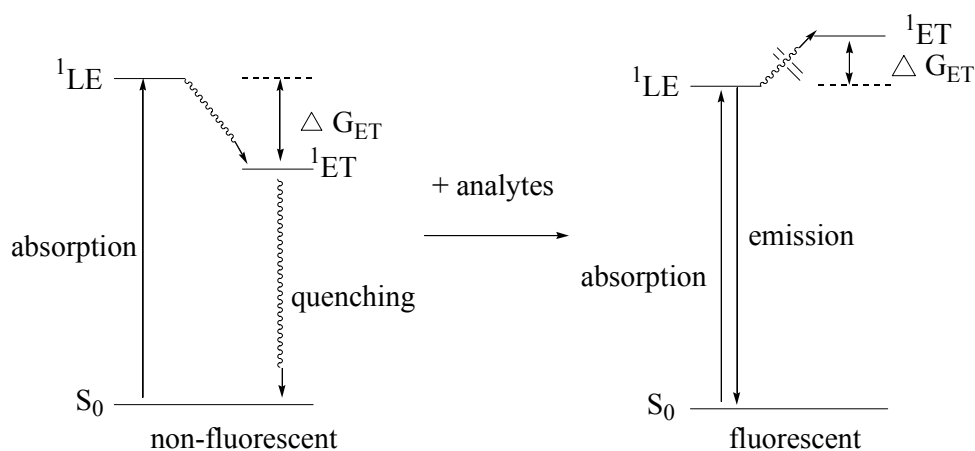 ¹LE
△ G_ET
¹ET
absorption
quenching
S₀
non-fluorescent
+ analytes
¹ET
△ G_ET
¹LE
emission
absorption
S₀
fluorescent